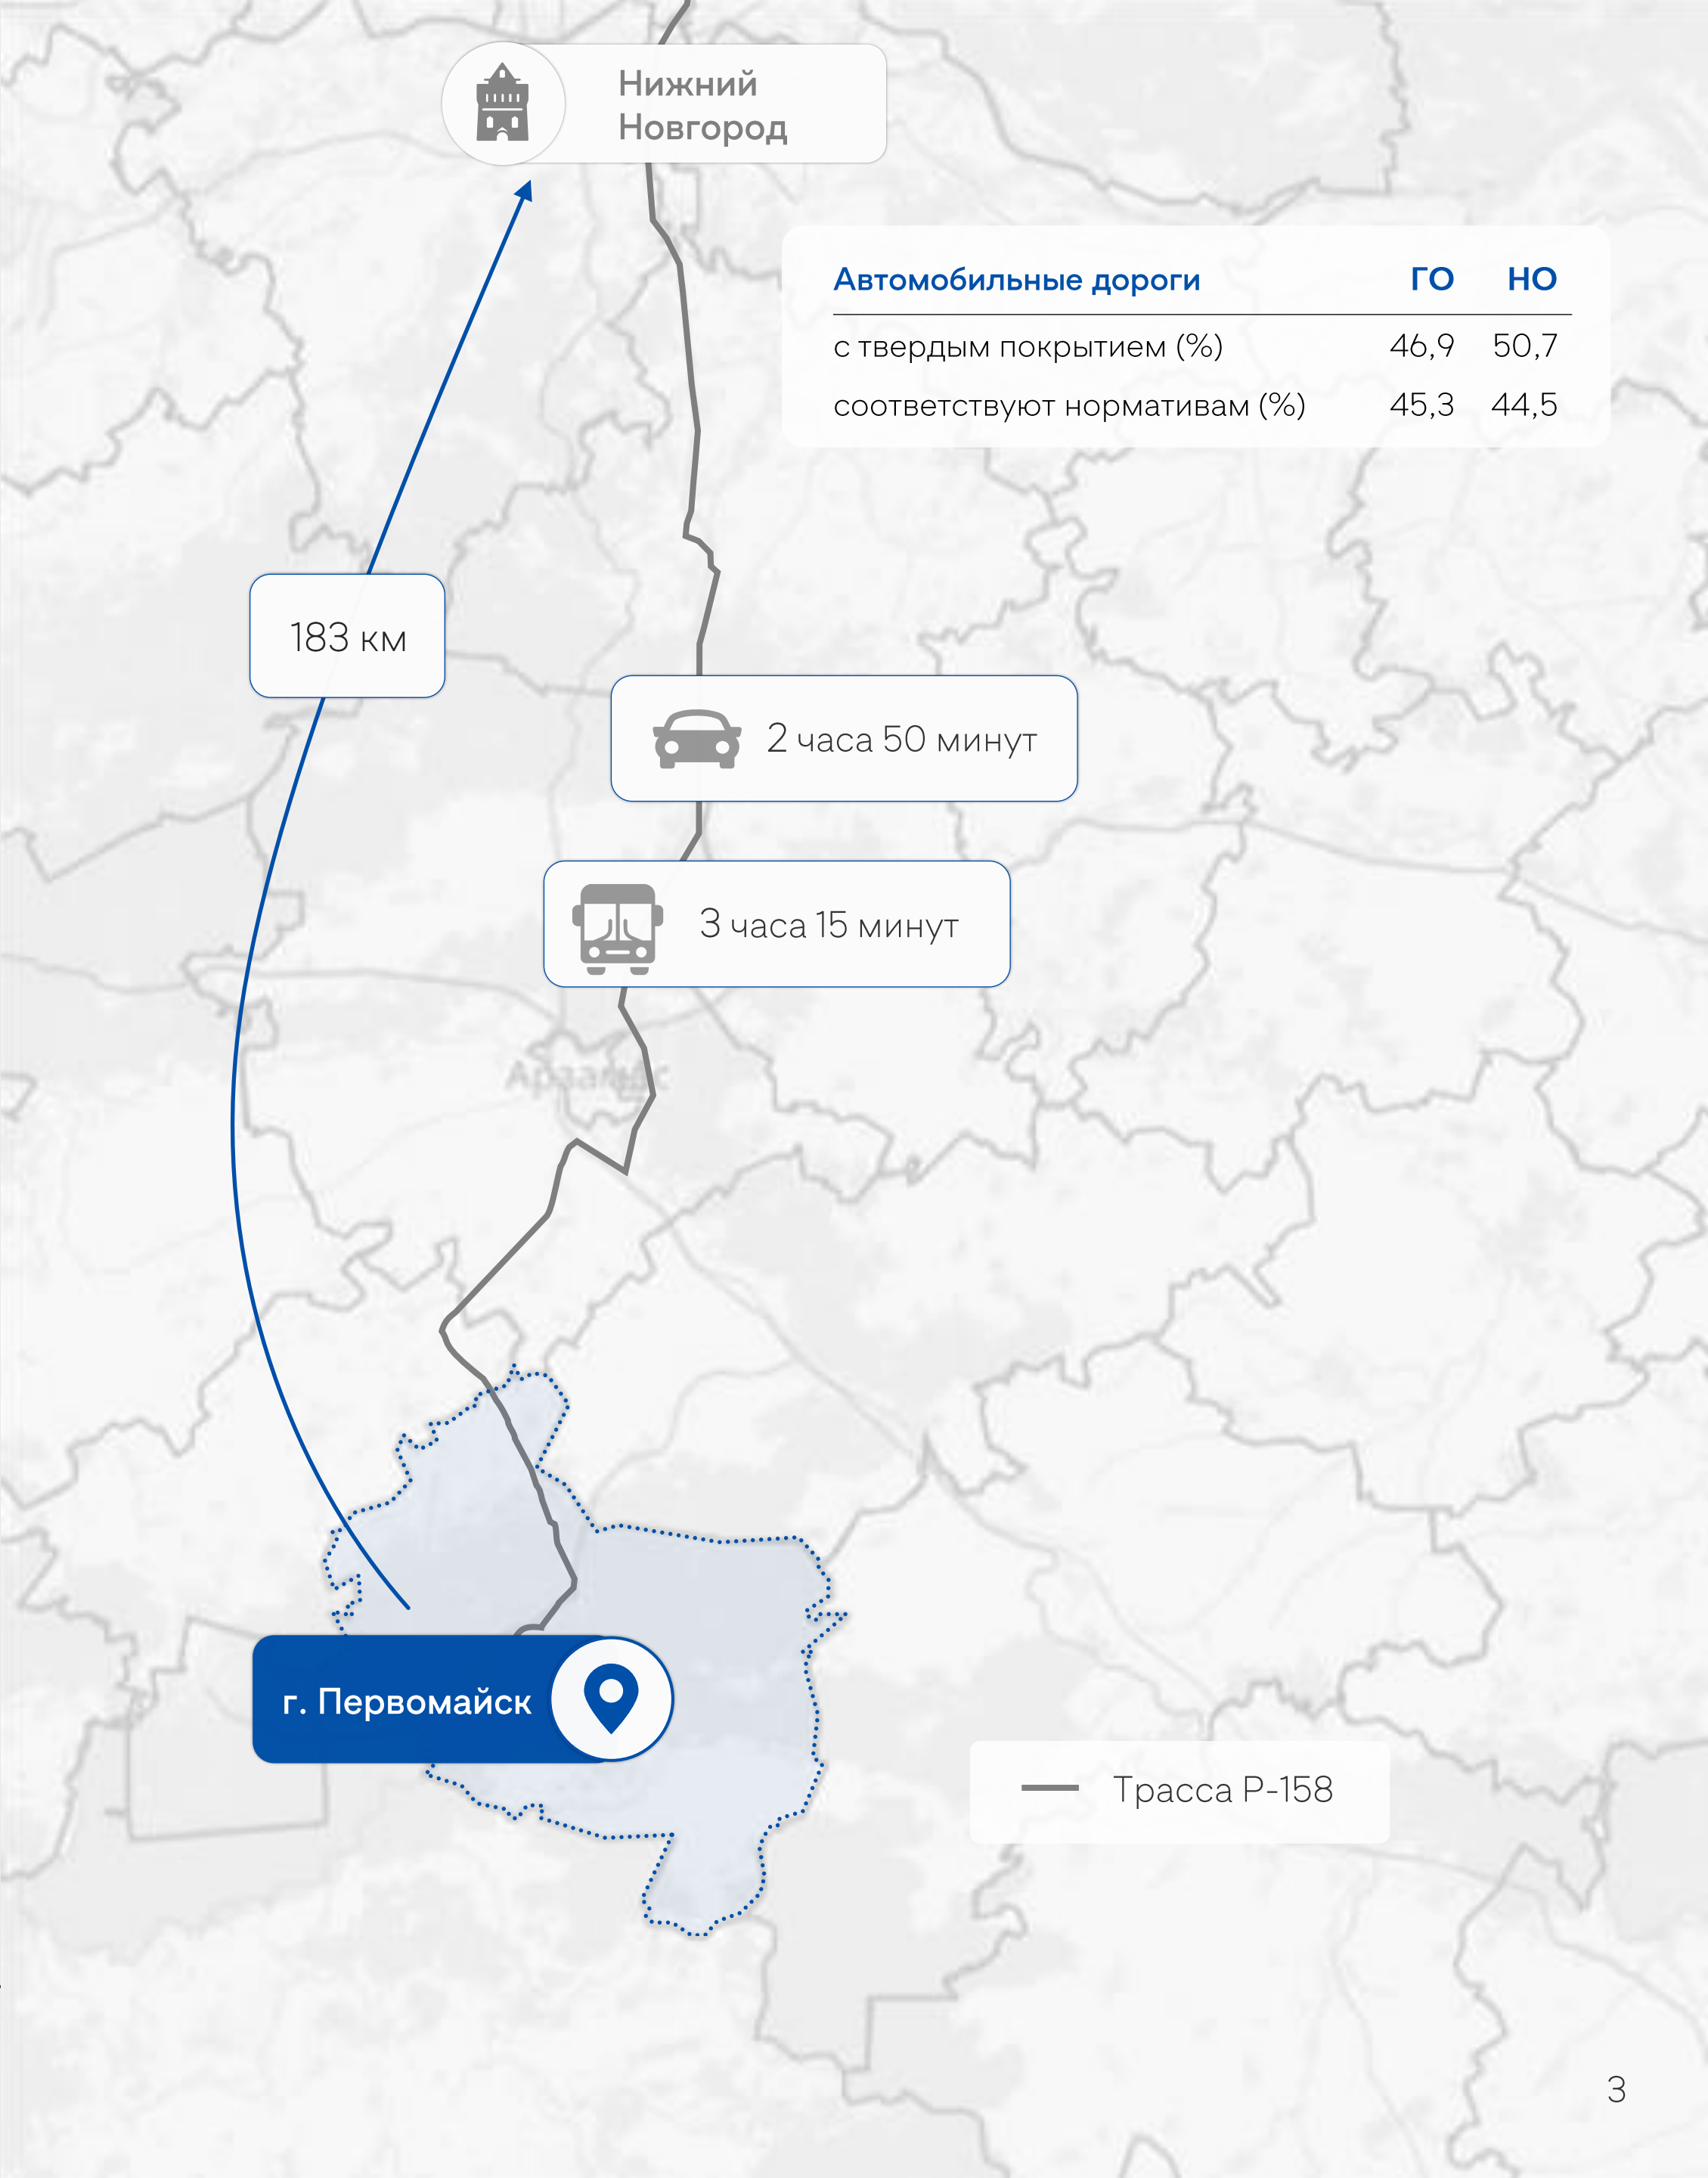 Нижний
Новгород
Автомобильные дороги ГО НО
с твердым покрытием (%) 46,9 50,7
соответствуют нормативам (%) 45,3 44,5
183 км
2 часа 50 минут
3 часа 15 минут
Арзамас
г. Первомайск
Трасса Р-158
3